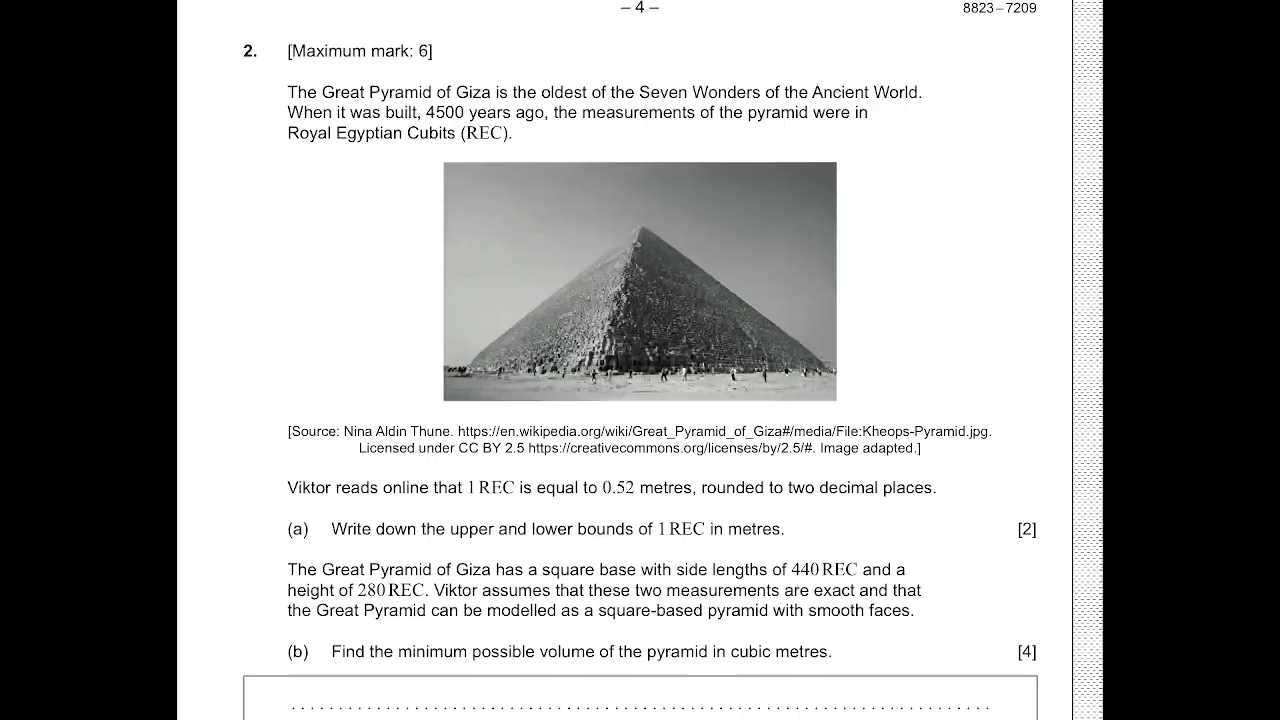 – 4 –
8823 – 7209
2. [Maximum mark: 6]
The Great Pyramid of Giza is the oldest of the Seven Wonders of the Ancient World.
When it was built, 4500 years ago, the measurements of the pyramid were in
Royal Egyptian Cubits (REC).
[Source: Nina https://en.wikipedia.org/wiki/Great_Pyramid_of_Giza#/media/File:Kheops-Pyramid.jpg.
Licensed under CC BY 2.5 https://creativecommons.org/licenses/by/2.5/. Image adapted.]
reads online that 1 REC is equal to 0.52 metres, rounded to two decimal places.
(a) Write down the upper and lower bounds of 1 REC in metres. [2]
The Great Pyramid of Giza has a square base with side lengths of REC and a
height of REC. assumes that these two measurements are exact and that
the Great Pyramid can be modelled as a square-based pyramid with smooth faces.
(b) Find the minimum possible volume of the pyramid in cubic metres. [4]